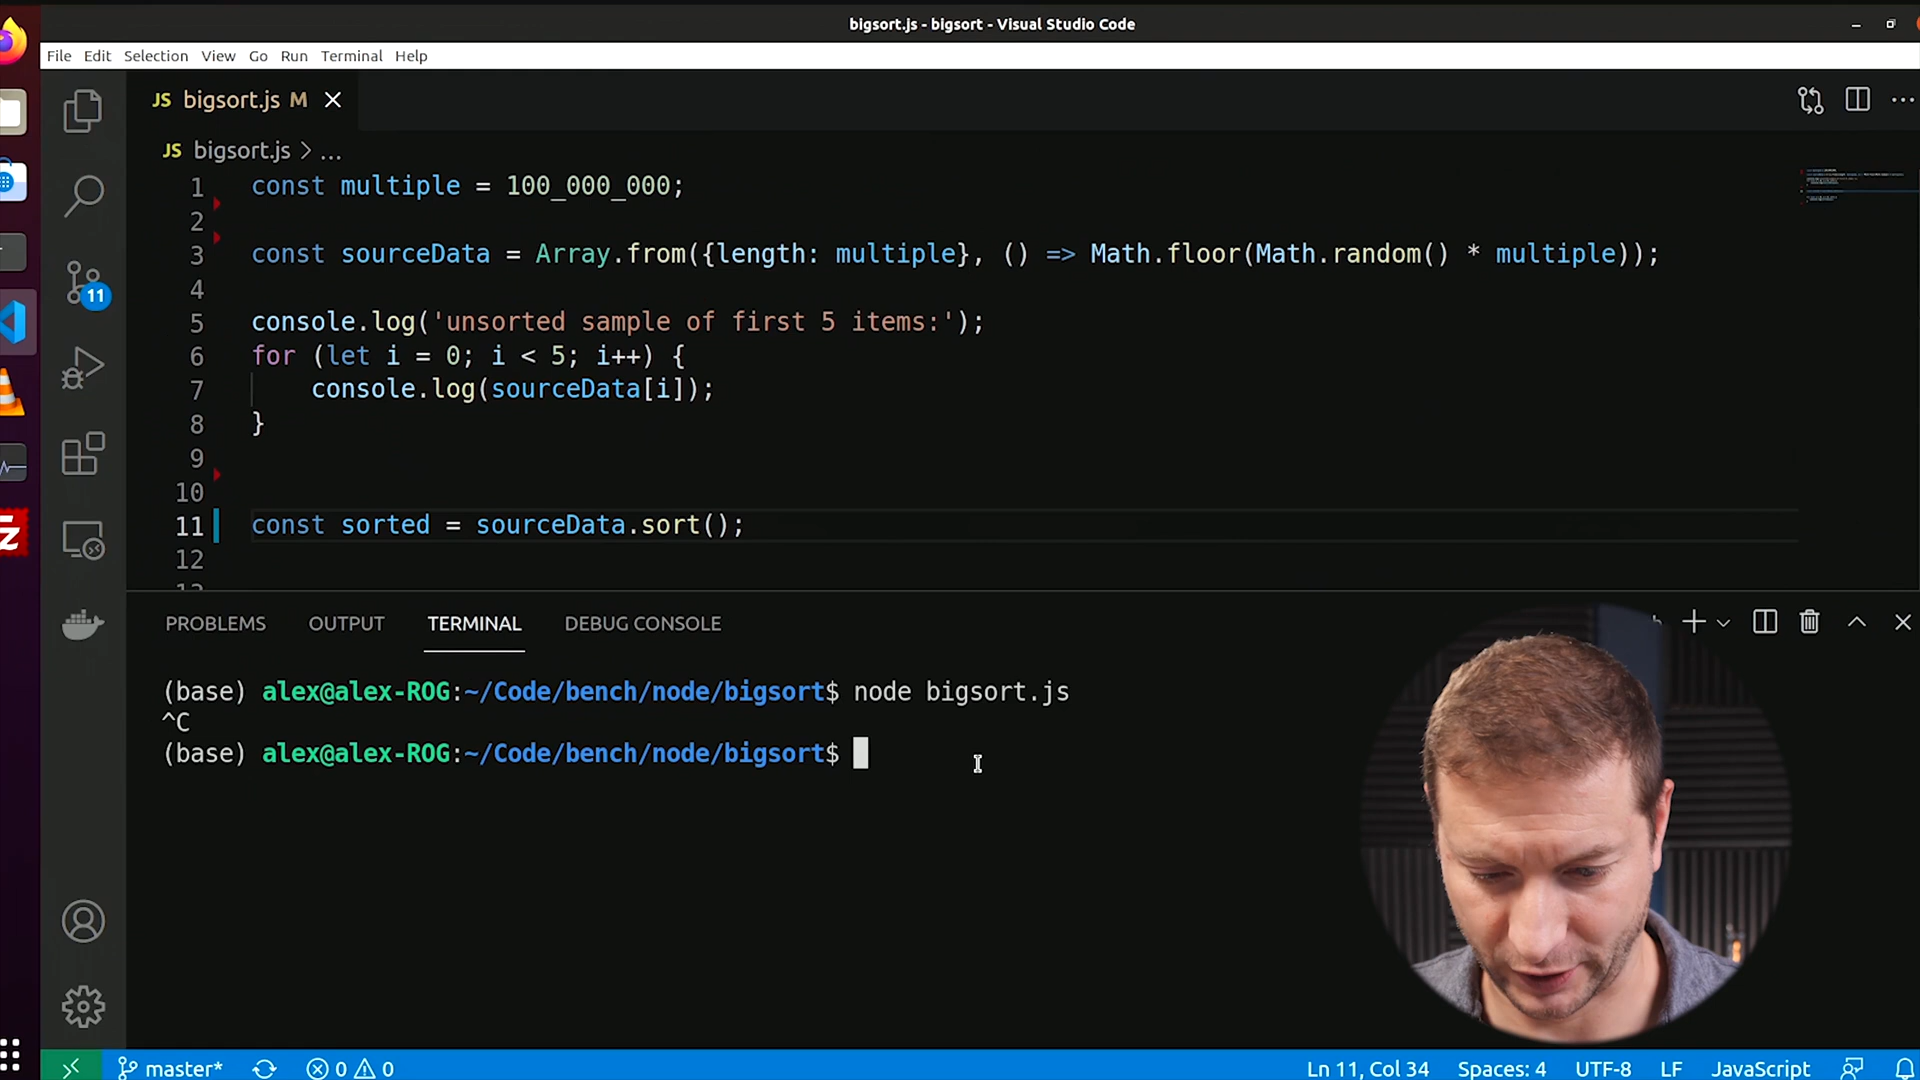 bigsort.js - bigsort - Visual Studio Code
File Edit Selection View Go Run Terminal Help
JS bigsort.js M
JS bigsort.js > ...
1 const multiple = 100_000_000;
2
3 const sourceData = Array.from({length: multiple}, () => Math.floor(Math.random() * multiple));
4
5 console.log('unsorted sample of first 5 items:');
6 for (let i = 0; i < 5; i++) {
7 console.log(sourceData[i]);
8 }
9
10
11 const sorted = sourceData.sort();
12
11
PROBLEMS OUTPUT TERMINAL DEBUG CONSOLE
(base) alex@alex-ROG:~/Code/bench/node/bigsort$ node bigsort.js
^C
(base) alex@alex-ROG:~/Code/bench/node/bigsort$
master* 0 0 Ln 11, Col 34 Spaces: 4 UTF-8 LF JavaScript